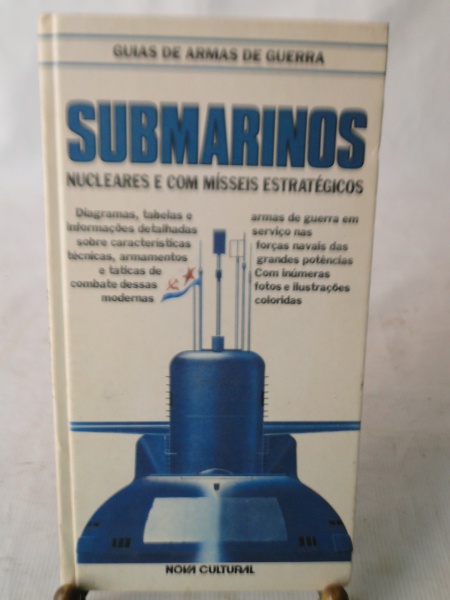 GUIAS DE ARMAS DE GUERRA
SUBMARINOS
NUCLEARES E COM MÍSSEIS ESTRATÉGICOS
Diagramas, tabelas e
informações detalhadas
sobre características
técnicas, armamentos
e táticas de
combate dessas
modernas
armas de guerra em
serviço nas
forças navais das
grandes potências
Com inúmeras
fotos e ilustrações
coloridas
NOVA CULTURAL